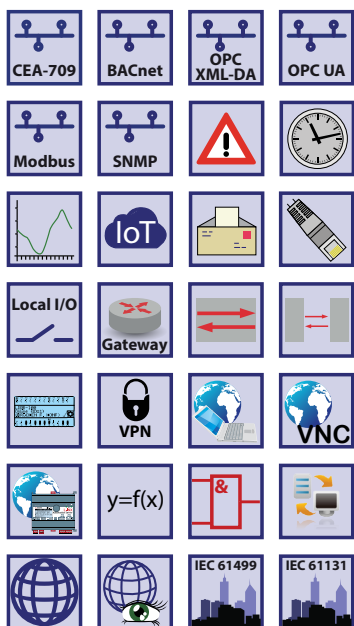 CEA-709
BACnet
OPC
XML-DA
OPC UA
Modbus
SNMP
IoT
Local I/O
Gateway
VPN
VNC
y=f(x)
&
IEC 61499
IEC 61131